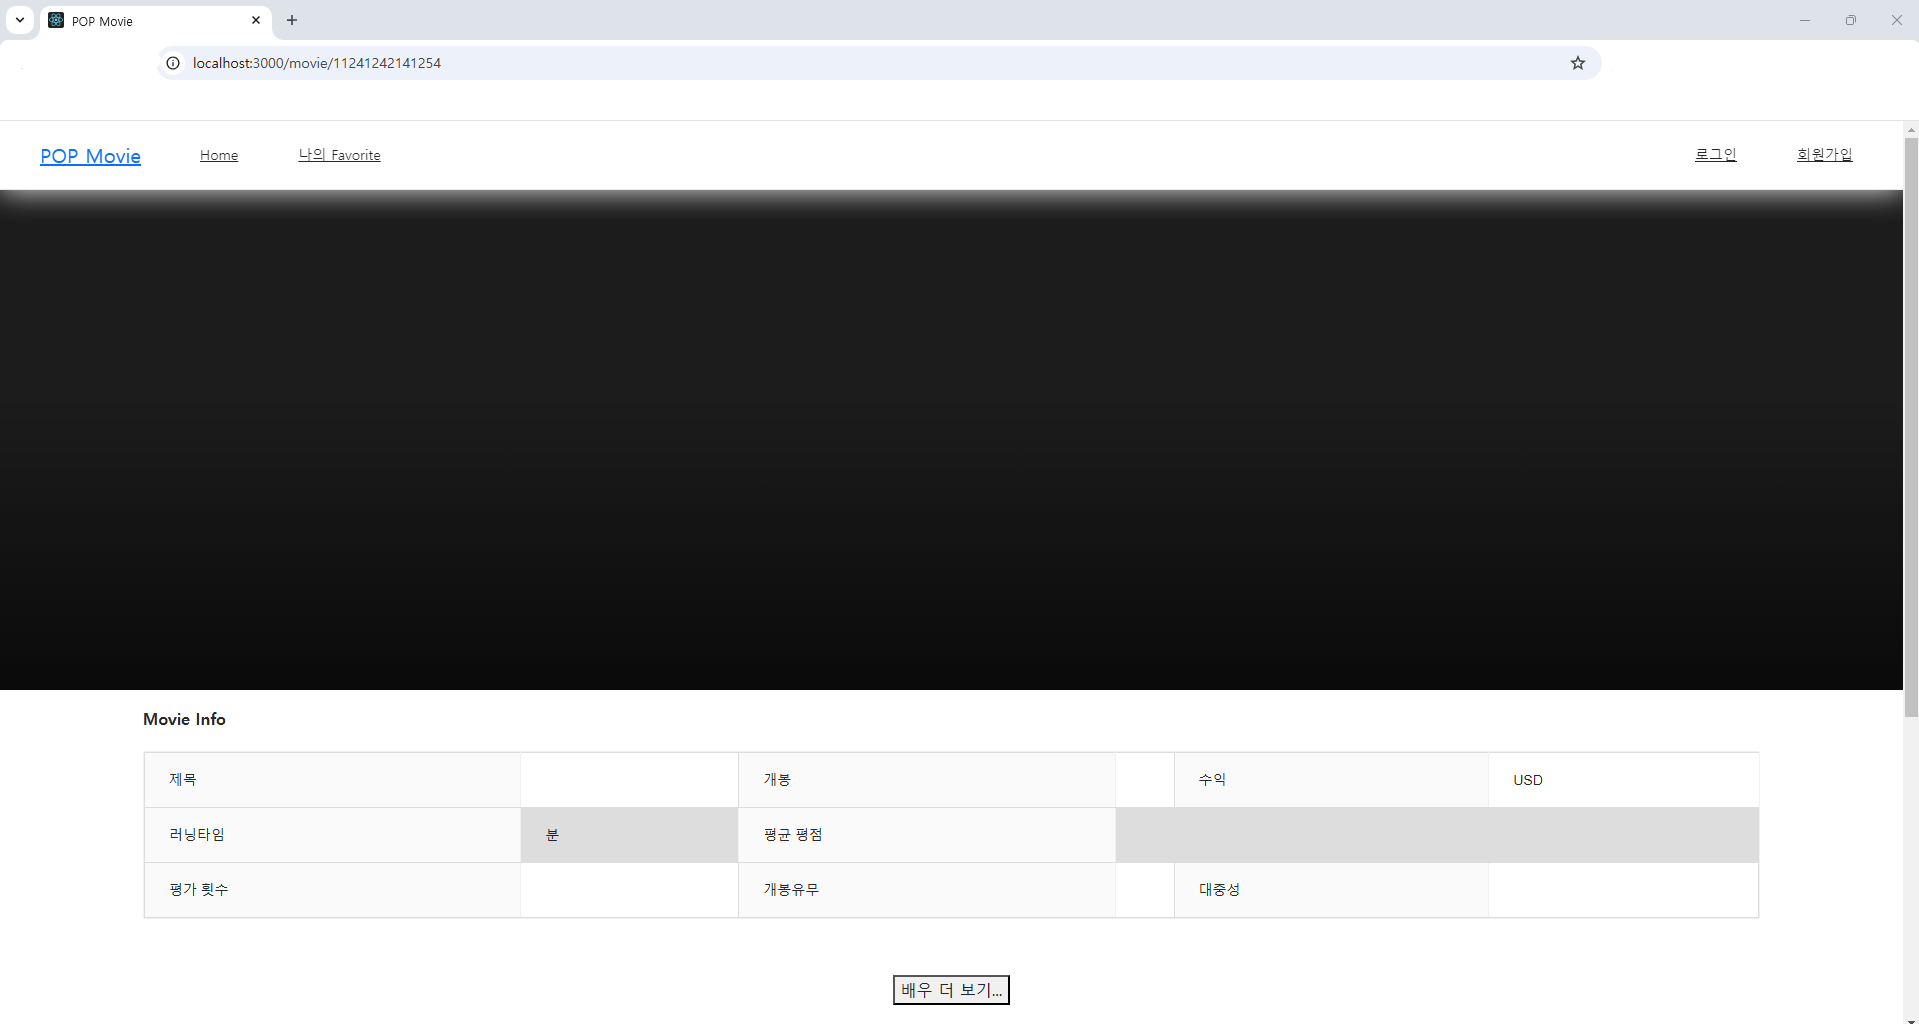 POP Movie
localhost:3000/movie/11241242141254
POP Movie Home 나의 Favorite 로그인 회원가입
Movie Info
제목 개봉 수익 USD
러닝타임 분 평균 평점
평가 횟수 개봉유무 대중성
배우 더 보기...